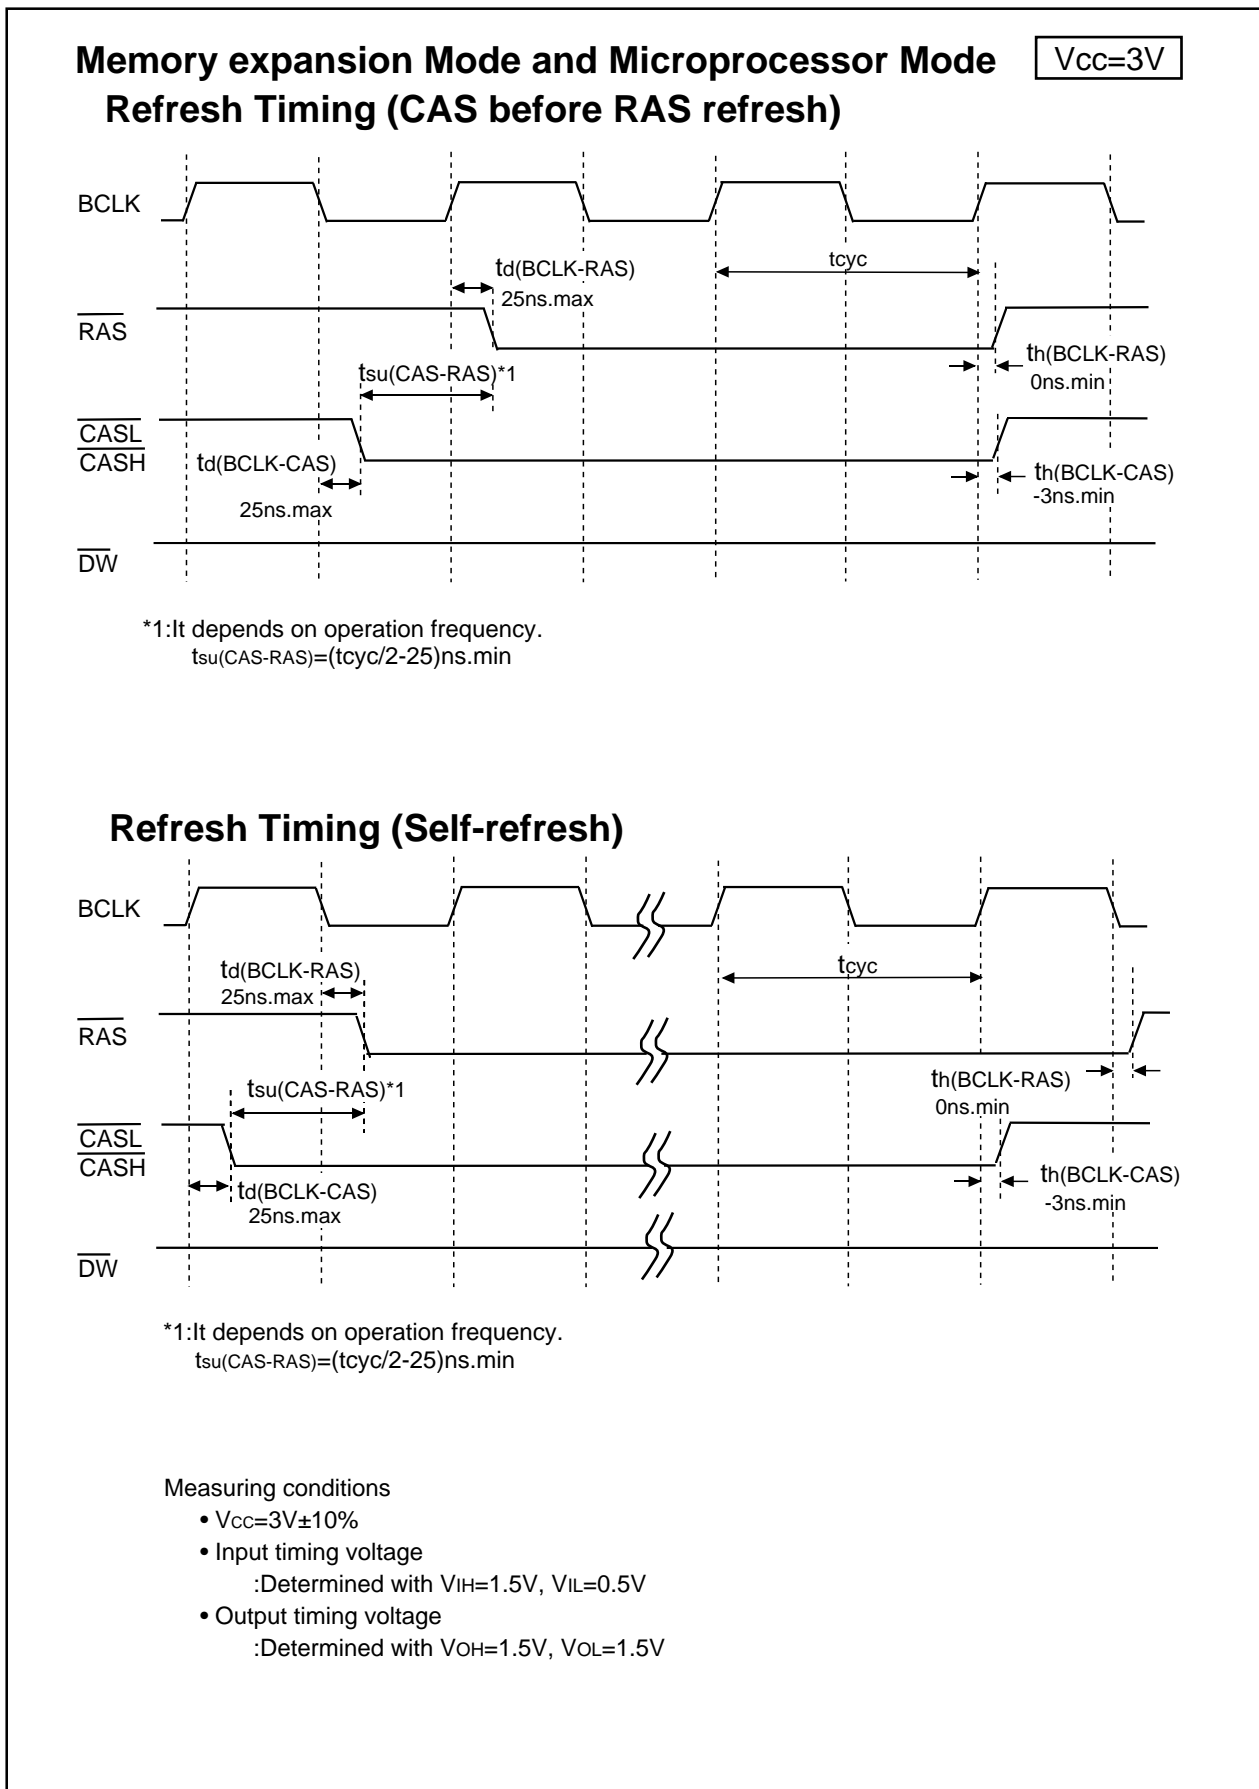 Memory expansion Mode and Microprocessor Mode
Vcc=3V
Refresh Timing (CAS before RAS refresh)
BCLK
td(BCLK-RAS)
25ns.max
tcyc
RAS
th(BCLK-RAS)
0ns.min
tsu(CAS-RAS)*1
CASL
CASH
td(BCLK-CAS)
25ns.max
th(BCLK-CAS)
-3ns.min
DW
*1:It depends on operation frequency.
tsu(CAS-RAS)=(tcyc/2-25)ns.min
Refresh Timing (Self-refresh)
BCLK
td(BCLK-RAS)
25ns.max
tcyc
RAS
tsu(CAS-RAS)*1
th(BCLK-RAS)
0ns.min
CASL
CASH
td(BCLK-CAS)
25ns.max
th(BCLK-CAS)
-3ns.min
DW
*1:It depends on operation frequency.
tsu(CAS-RAS)=(tcyc/2-25)ns.min
Measuring conditions
• VCC=3V±10%
• Input timing voltage
:Determined with VIH=1.5V, VIL=0.5V
• Output timing voltage
:Determined with VOH=1.5V, VOL=1.5V